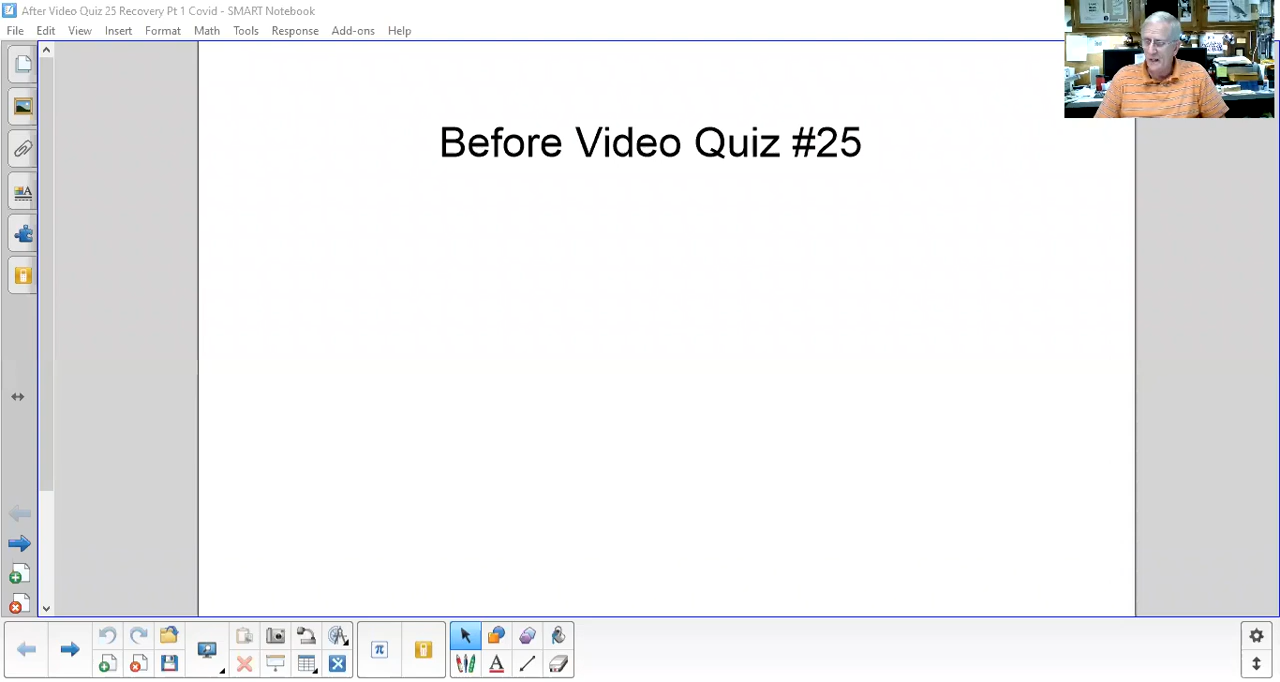 After Video Quiz 25 Recovery Pt 1 Covid - SMART Notebook
File Edit View Insert Format Math Tools Response Add-ons Help
Before Video Quiz #25